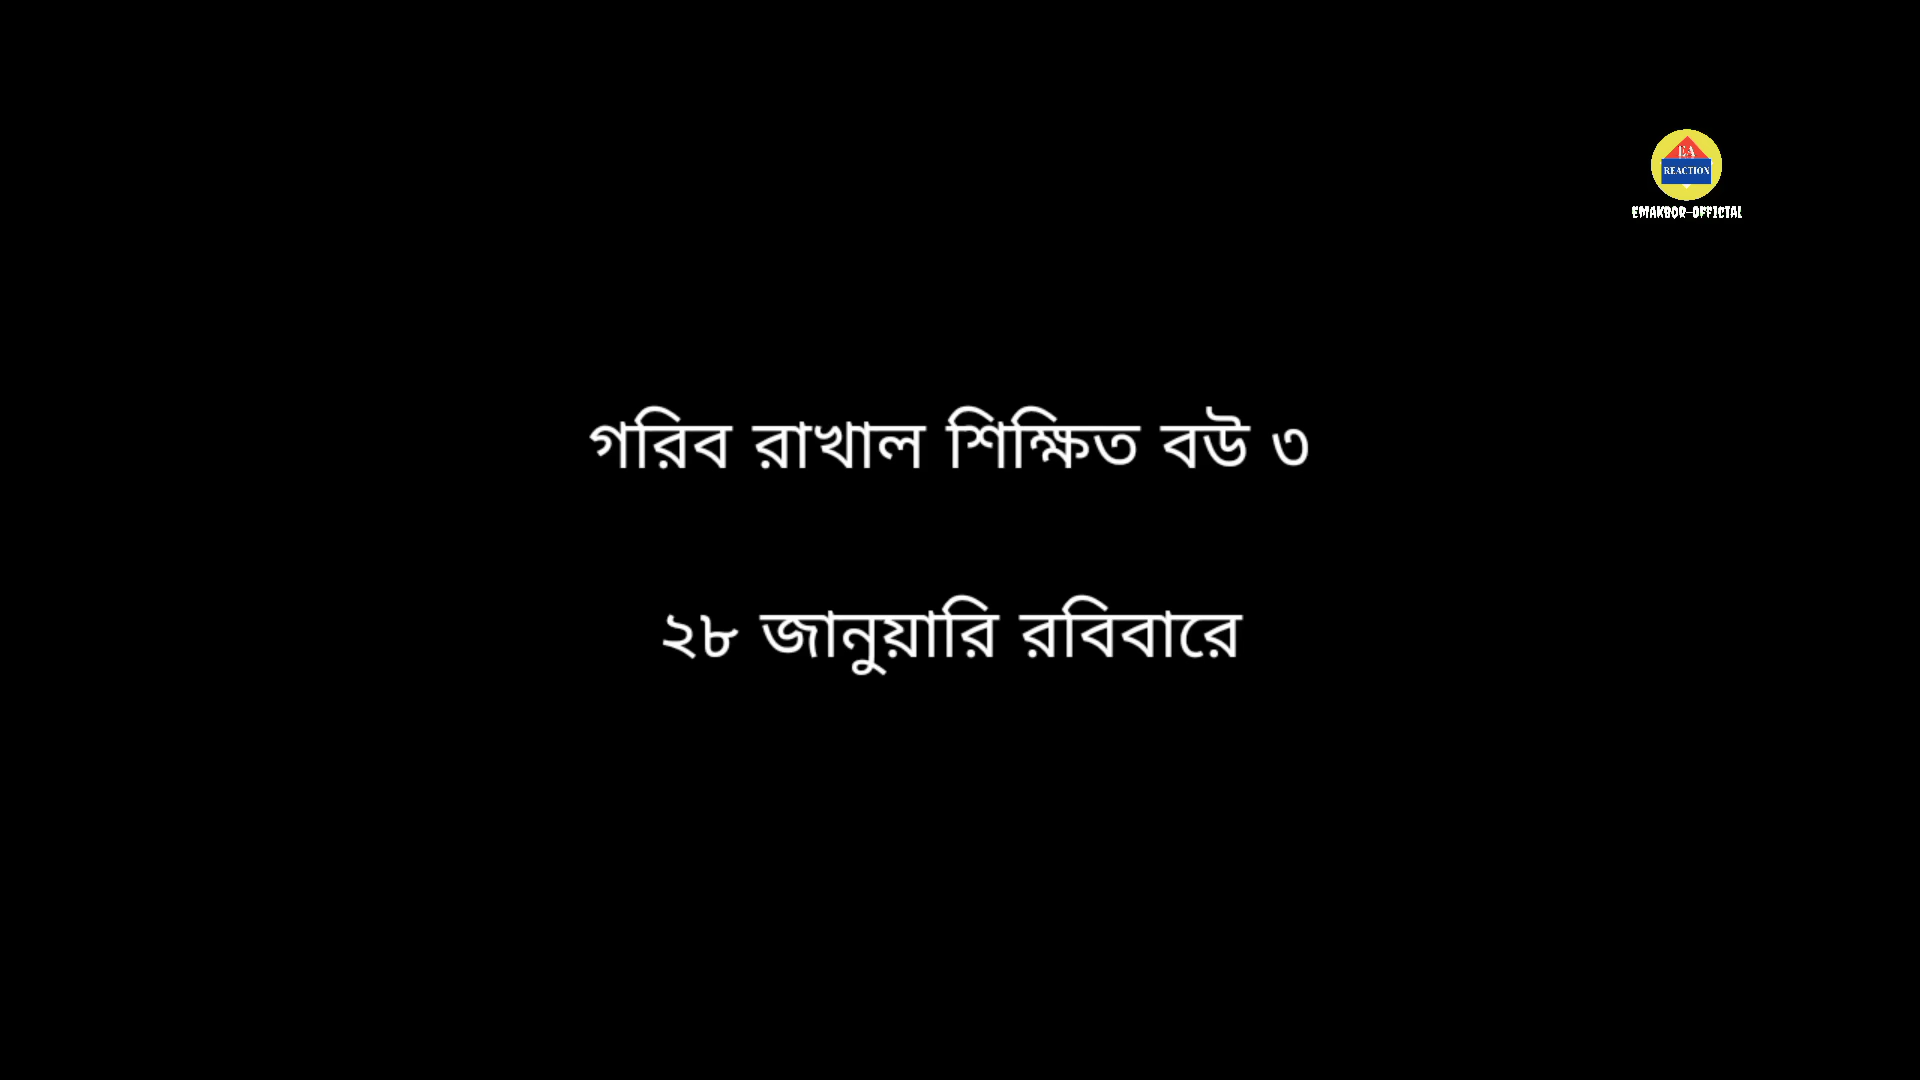 EA
REACTION
EMAKBOR-OFFICIAL
গরিব রাখাল শিক্ষিত বউ ৩
২৮ জানুয়ারি রবিবারে